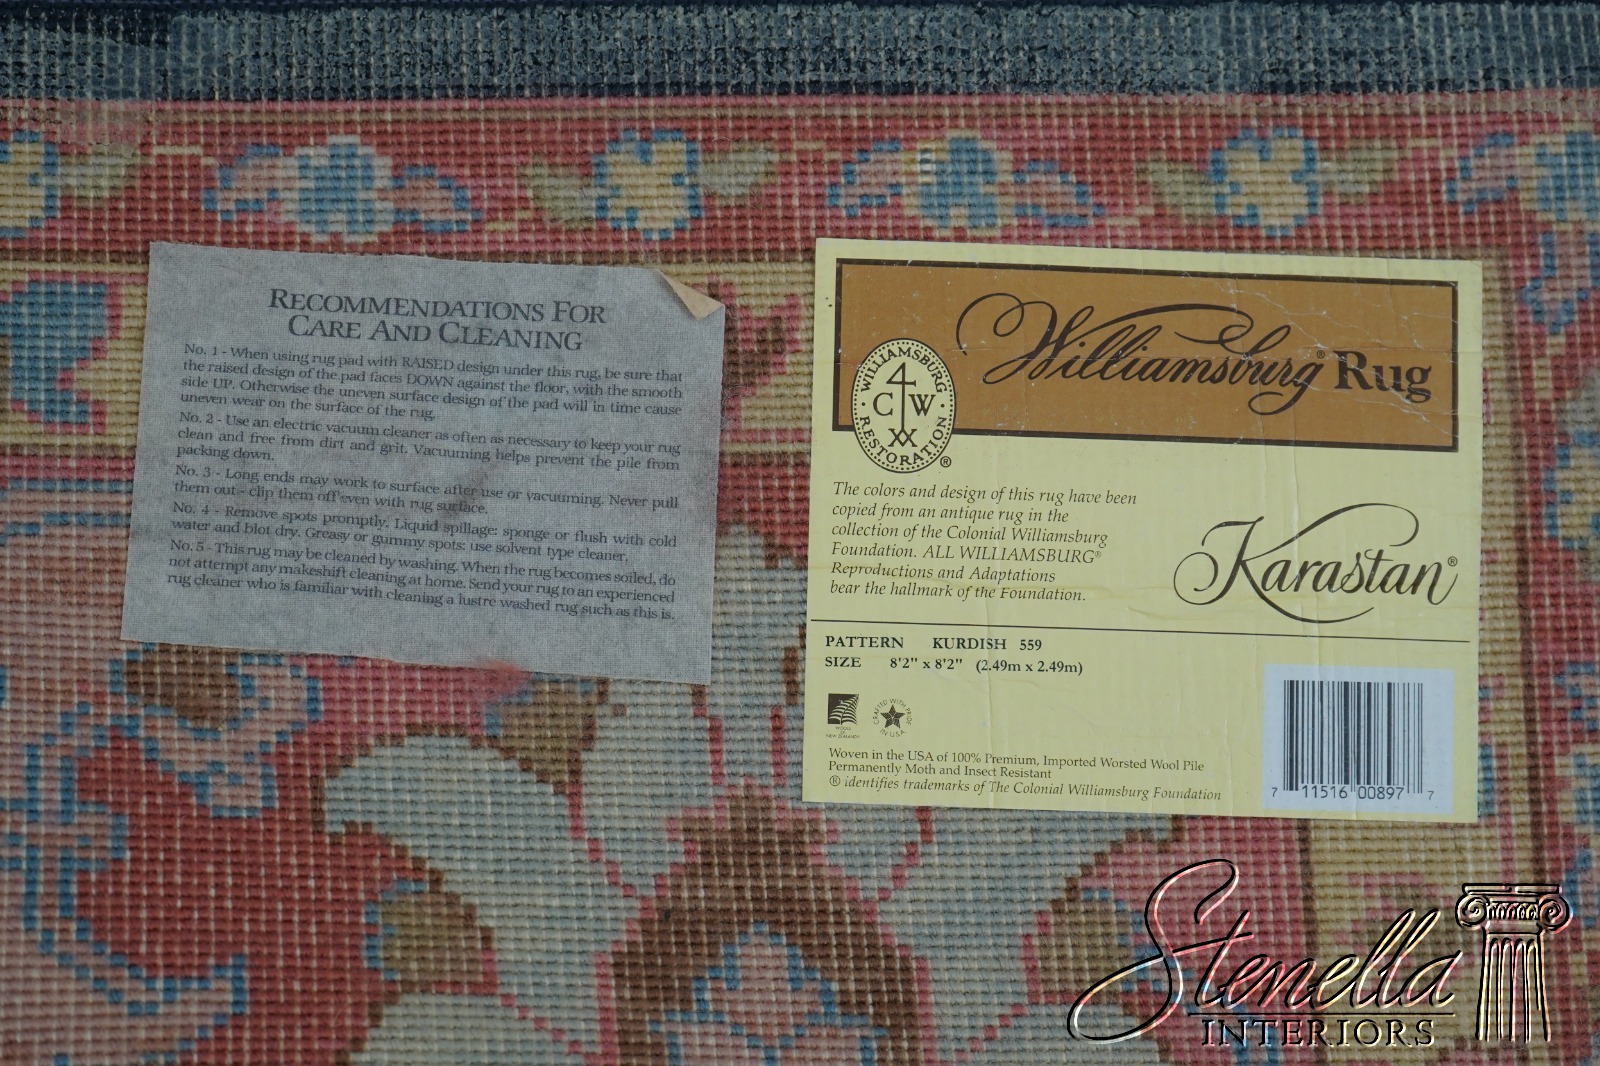 RECOMMENDATIONS FOR
CARE AND CLEANING
No. 1 - When using rug pad with RAISED design under this rug, be sure that
the raised design of the pad faces DOWN against the floor, with the smooth
side UP. Otherwise the uneven surface design of the pad will in time cause
uneven wear on the surface of the rug.
No. 2 - Use an electric vacuum cleaner as often as necessary to keep your rug
clean and free from dirt and grit. Vacuuming helps prevent the pile from
packing down.
No. 3 - Long ends may work to surface after use or vacuuming. Never pull
them out - clip them off even with rug surface.
No. 4 - Remove spots promptly. Liquid spillage: sponge or flush with cold
water and blot dry. Greasy or gummy spots: use solvent type cleaner.
No. 5 - This rug may be cleaned by washing. When the rug becomes soiled, do
not attempt any makeshift cleaning at home. Send your rug to an experienced
rug cleaner who is familiar with cleaning a lustre washed rug such as this is.
Williamsburg® Rug
WILLIAMSBURG
CW
RESTORATION®
The colors and design of this rug have been
copied from an antique rug in the
collection of the Colonial Williamsburg
Foundation. ALL WILLIAMSBURG®
Reproductions and Adaptations
bear the hallmark of the Foundation.
Karastan®
PATTERN KURDISH 559
SIZE 8'2" x 8'2" (2.49m x 2.49m)
WOOLS OF NEW ZEALAND
CRAFTED WITH PRIDE IN USA
Woven in the USA of 100% Premium, Imported Worsted Wool Pile
Permanently Moth and Insect Resistant
® identifies trademarks of The Colonial Williamsburg Foundation
7 11516 00897 7
Stenella
INTERIORS